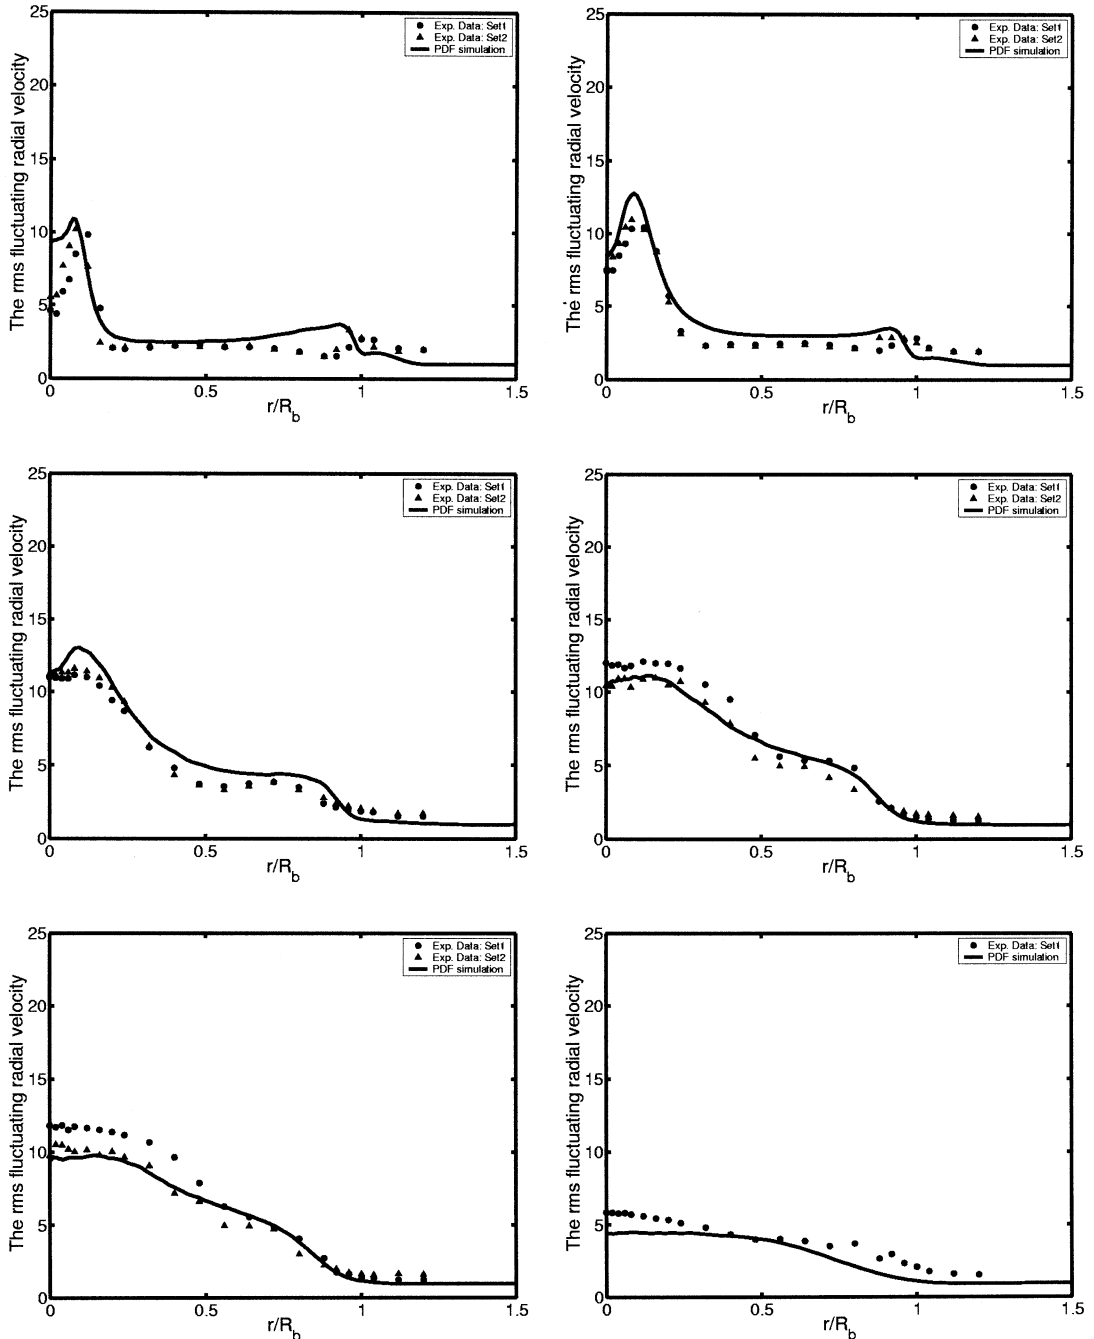 The rms fluctuating radial velocity
25
20
15
10
5
0
0
0.5
1
1.5
r/R_b
Exp. Data: Set1
Exp. Data: Set2
PDF simulation
The rms fluctuating radial velocity
25
20
15
10
5
0
0
0.5
1
1.5
r/R_b
Exp. Data: Set1
Exp. Data: Set2
PDF simulation
The rms fluctuating radial velocity
25
20
15
10
5
0
0
0.5
1
1.5
r/R_b
Exp. Data: Set1
Exp. Data: Set2
PDF simulation
The rms fluctuating radial velocity
25
20
15
10
5
0
0
0.5
1
1.5
r/R_b
Exp. Data: Set1
Exp. Data: Set2
PDF simulation
The rms fluctuating radial velocity
25
20
15
10
5
0
0
0.5
1
1.5
r/R_b
Exp. Data: Set1
Exp. Data: Set2
PDF simulation
The rms fluctuating radial velocity
25
20
15
10
5
0
0
0.5
1
1.5
r/R_b
Exp. Data: Set1
PDF simulation